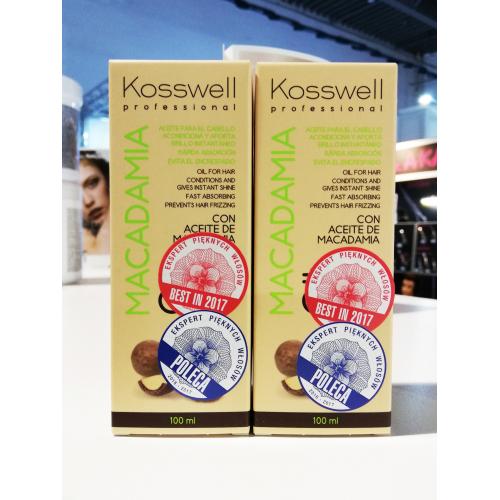 Kosswell
professional
MACADAMIA
ACEITE PARA EL CABELLO
ACONDICIONA Y APORTA
BRILLO INSTANTÁNEO
RÁPIDA ABSORCIÓN
EVITA EL ENCRESPADO
OIL FOR HAIR
CONDITIONS AND
GIVES INSTANT SHINE
FAST ABSORBING
PREVENTS HAIR FRIZZING
CON
ACEITE DE
MACADAMIA
EKSPERT PIĘKNYCH WŁOSÓW
BEST IN 2017
EKSPERT PIĘKNYCH WŁOSÓW
POLECA
2016 - 2017
100 ml
Kosswell
professional
MACADAMIA
ACEITE PARA EL CABELLO
ACONDICIONA Y APORTA
BRILLO INSTANTÁNEO
RÁPIDA ABSORCIÓN
EVITA EL ENCRESPADO
OIL FOR HAIR
CONDITIONS AND
GIVES INSTANT SHINE
FAST ABSORBING
PREVENTS HAIR FRIZZING
CON
ACEITE DE
MACADAMIA
EKSPERT PIĘKNYCH WŁOSÓW
BEST IN 2017
EKSPERT PIĘKNYCH WŁOSÓW
POLECA
2016 - 2017
100 ml